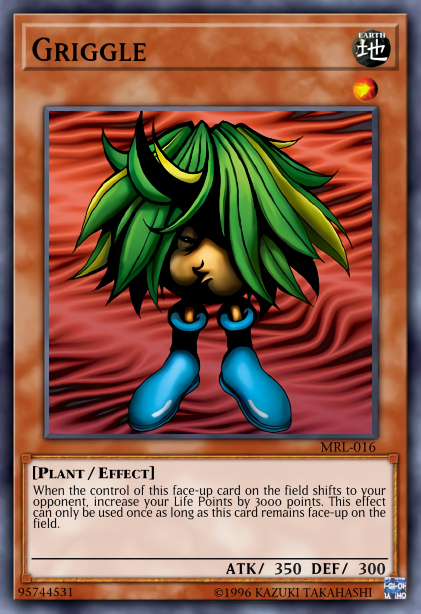 GRIGGLE
EARTH
地
MRL-016
[PLANT / EFFECT]
When the control of this face-up card on the field shifts to your
opponent, increase your Life Points by 3000 points. This effect
can only be used once as long as this card remains face-up on the
field.
ATK/ 350 DEF/ 300
95744531
©1996 KAZUKI TAKAHASHI